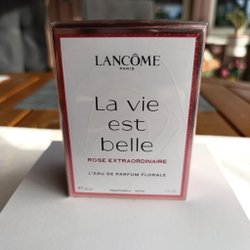 LANCÔME
PARIS
La vie
est
belle
ROSE EXTRAORDINAIRE
L'EAU DE PARFUM FLORALE